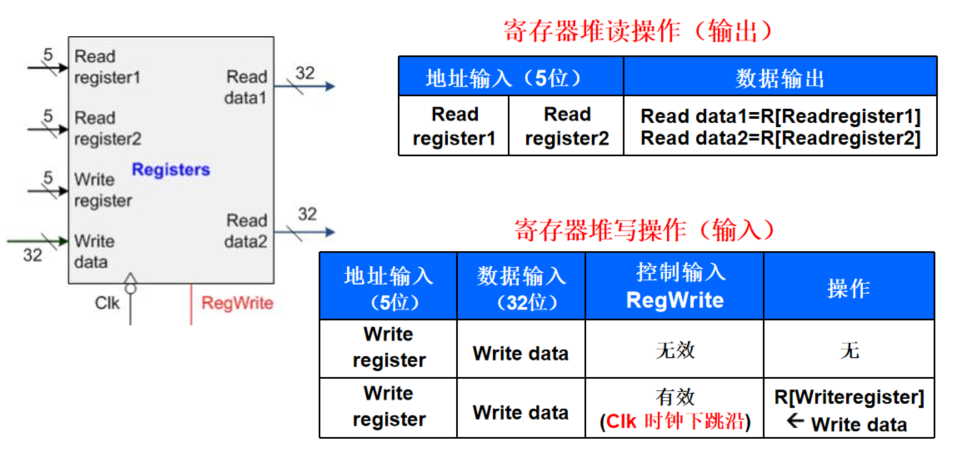 寄存器堆读操作（输出）
地址输入（5位）
数据输出
Read
register1
Read
register2
Read data1=R[Readregister1]
Read data2=R[Readregister2]
5
Read
register1
Read
data1
32
5
Read
register2
Registers
5
Write
register
32
Write
data
Read
data2
32
Clk
RegWrite
寄存器堆写操作（输入）
地址输入
（5位）
数据输入
（32位）
控制输入
RegWrite
操作
Write
register
Write data
无效
无
Write
register
Write data
有效
(Clk 时钟下跳沿)
R[Writeregister]
← Write data